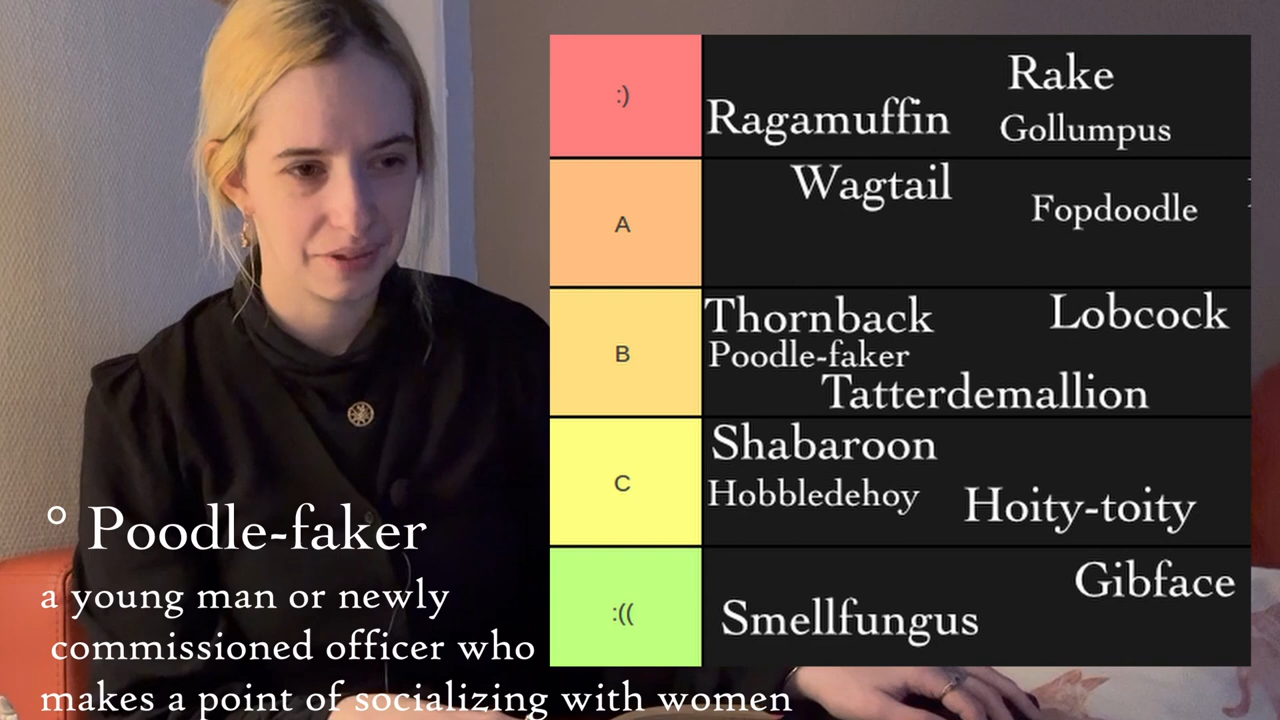 :)
Rake
Ragamuffin
Gollumpus
A
Wagtail
Fopdoodle
B
Thornback
Lobcock
Poodle-faker
Tatterdemallion
C
Shabaroon
Hobbledehoy
Hoity-toity
:((
Gibface
Smellfungus
° Poodle-faker
a young man or newly
commissioned officer who
makes a point of socializing with women